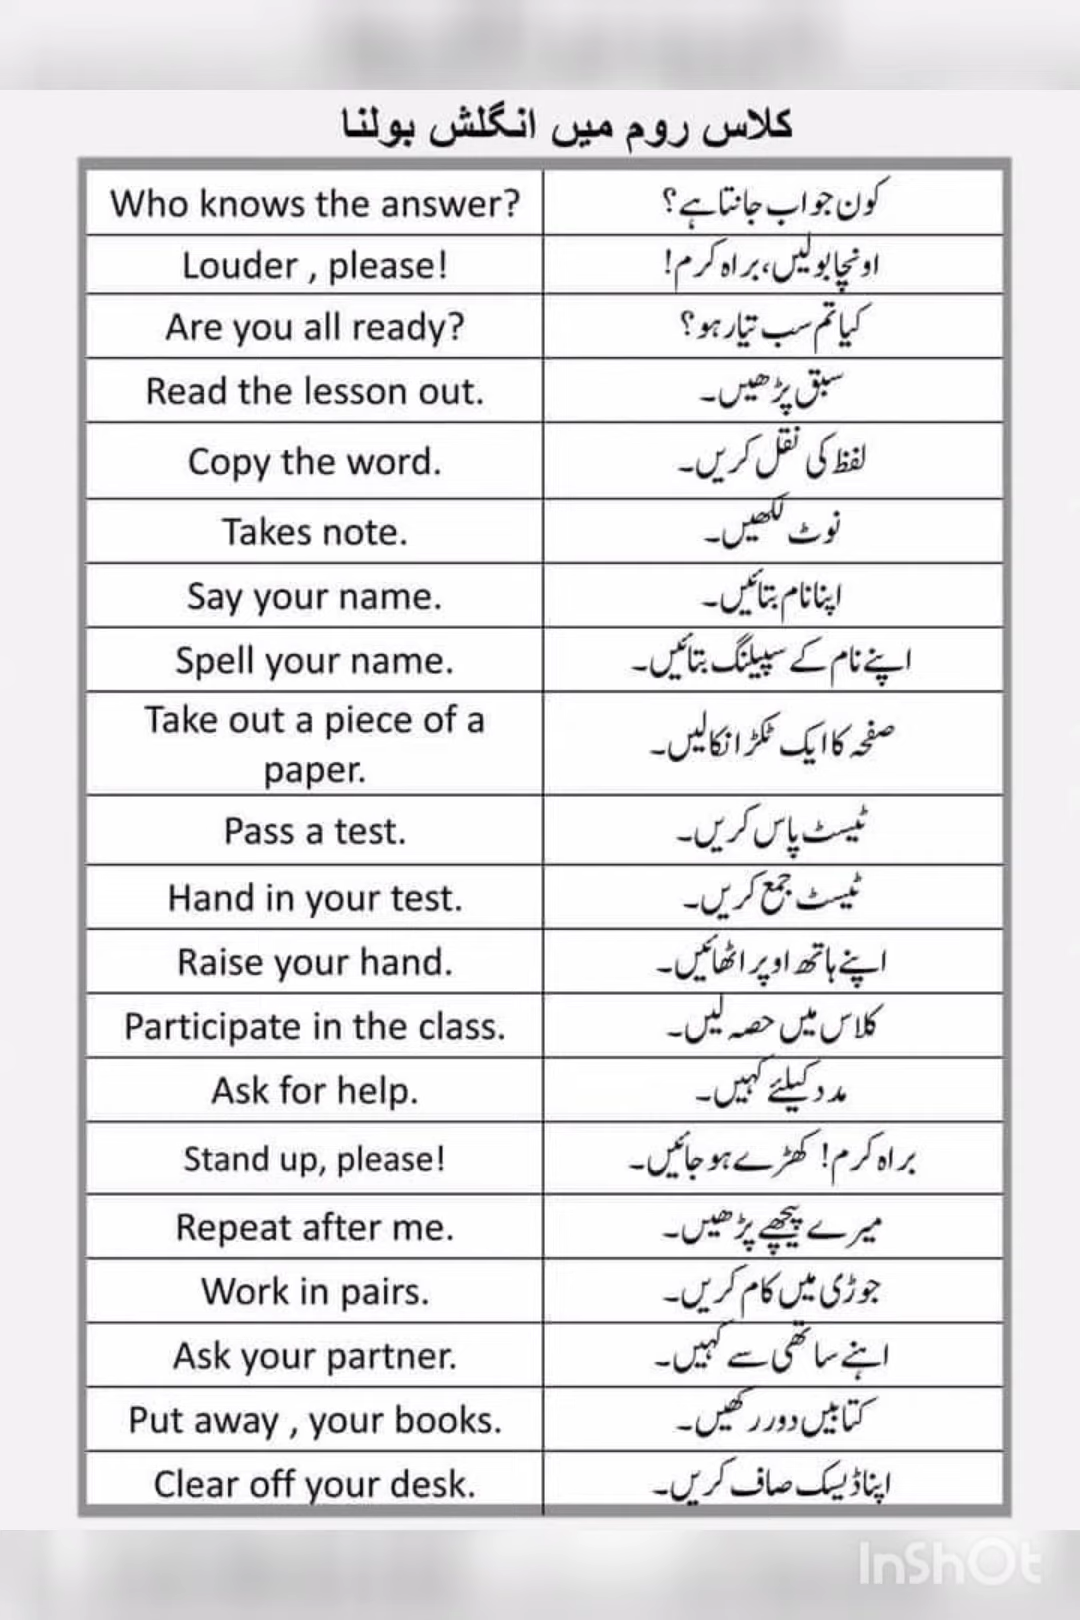 کلاس روم میں انگلش بولنا
Who knows the answer? کون جواب جانتا ہے؟
Louder , please! اونچا بولیں، براہ کرم!
Are you all ready? کیا تم سب تیار ہو؟
Read the lesson out. سبق پڑھیں۔
Copy the word. لفظ کی نقل کریں۔
Takes note. نوٹ لکھیں۔
Say your name. اپنا نام بتائیں۔
Spell your name. اپنے نام کے سپیلنگ بتائیں۔
Take out a piece of a
paper. صفحہ کا ایک ٹکڑا نکالیں۔
Pass a test. ٹیسٹ پاس کریں۔
Hand in your test. ٹیسٹ جمع کریں۔
Raise your hand. اپنے ہاتھ اوپر اٹھائیں۔
Participate in the class. کلاس میں حصہ لیں۔
Ask for help. مدد کیلئے کہیں۔
Stand up, please! براہ کرم! کھڑے ہو جائیں۔
Repeat after me. میرے پیچھے پڑھیں۔
Work in pairs. جوڑی میں کام کریں۔
Ask your partner. اپنے ساتھی سے کہیں۔
Put away , your books. کتابیں دور رکھیں۔
Clear off your desk. اپنا ڈیسک صاف کریں۔
InShOt